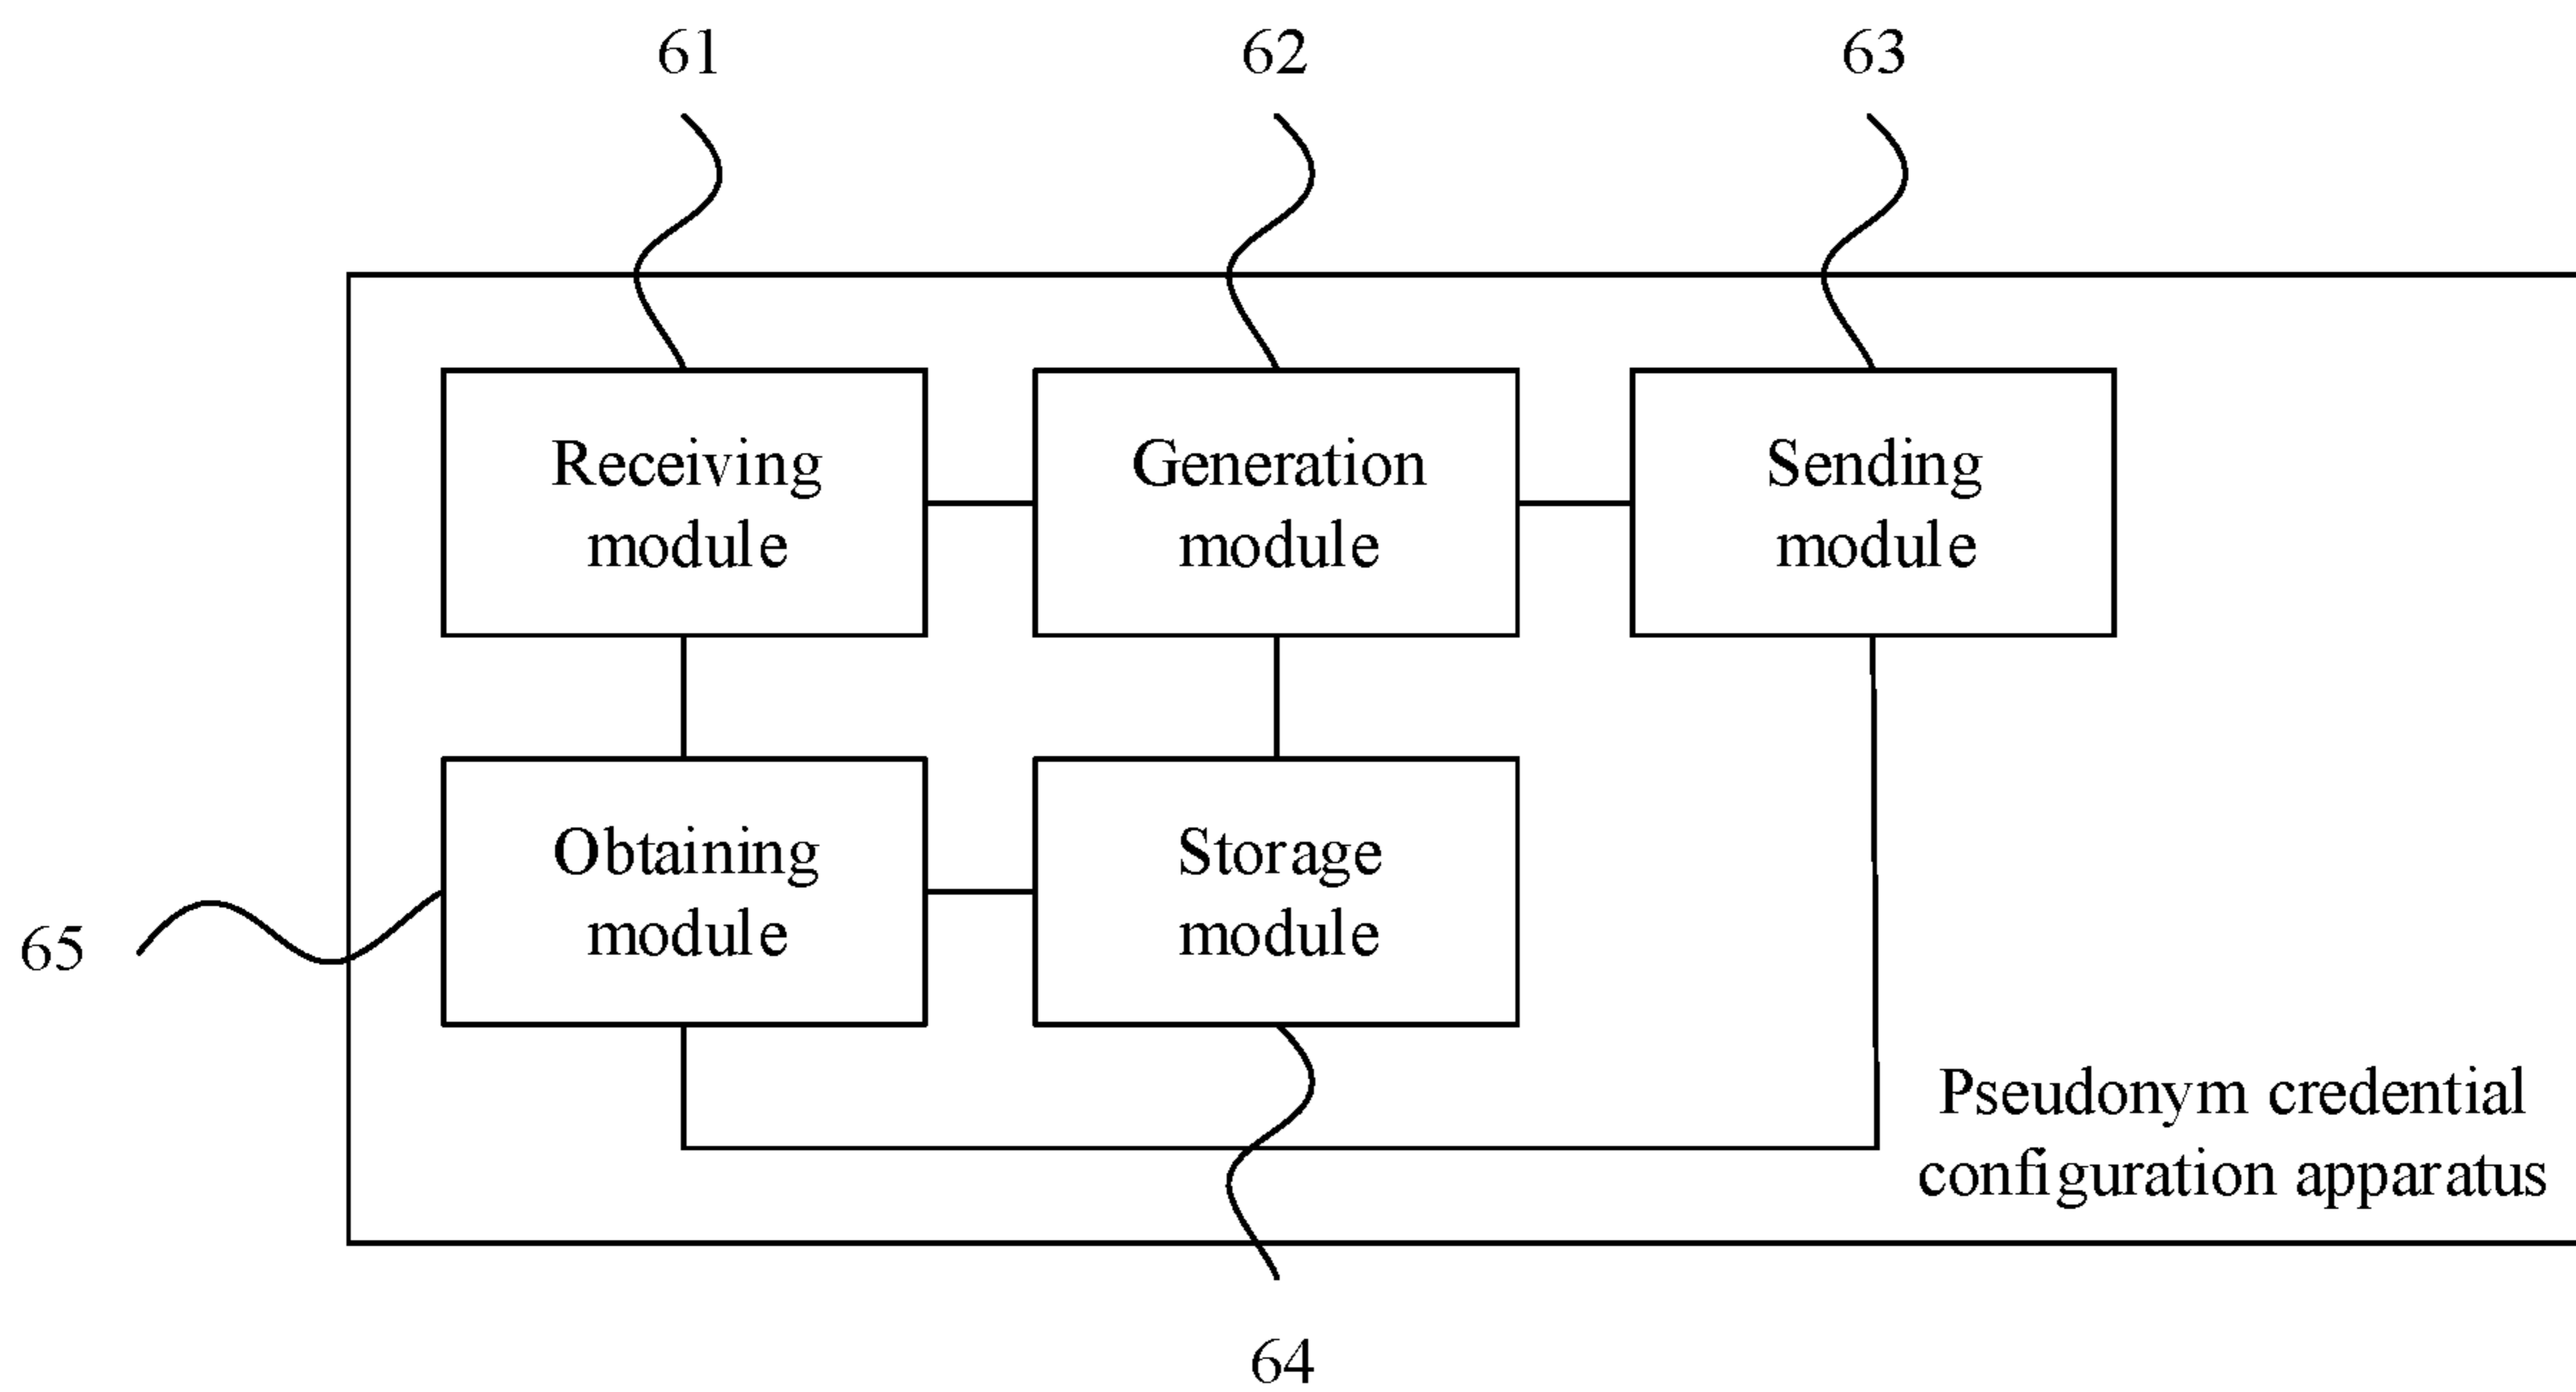 61
62
63
Receiving
module
Generation
module
Sending
module
Obtaining
module
Storage
module
65
Pseudonym credential
configuration apparatus
64